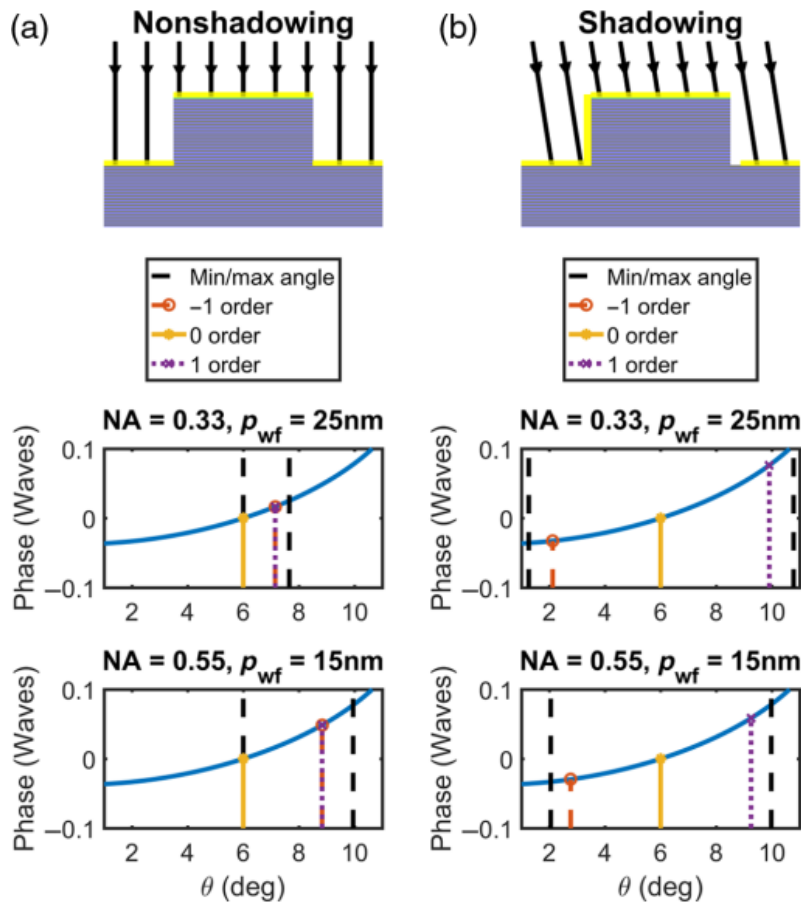 (a) Nonshadowing
(b) Shadowing
Min/max angle
−1 order
0 order
1 order
Min/max angle
−1 order
0 order
1 order
NA = 0.33, p_wf = 25nm
Phase (Waves)
0.1
0
−0.1
2 4 6 8 10
NA = 0.33, p_wf = 25nm
Phase (Waves)
0.1
0
−0.1
2 4 6 8 10
NA = 0.55, p_wf = 15nm
Phase (Waves)
0.1
0
−0.1
2 4 6 8 10
θ (deg)
NA = 0.55, p_wf = 15nm
Phase (Waves)
0.1
0
−0.1
2 4 6 8 10
θ (deg)